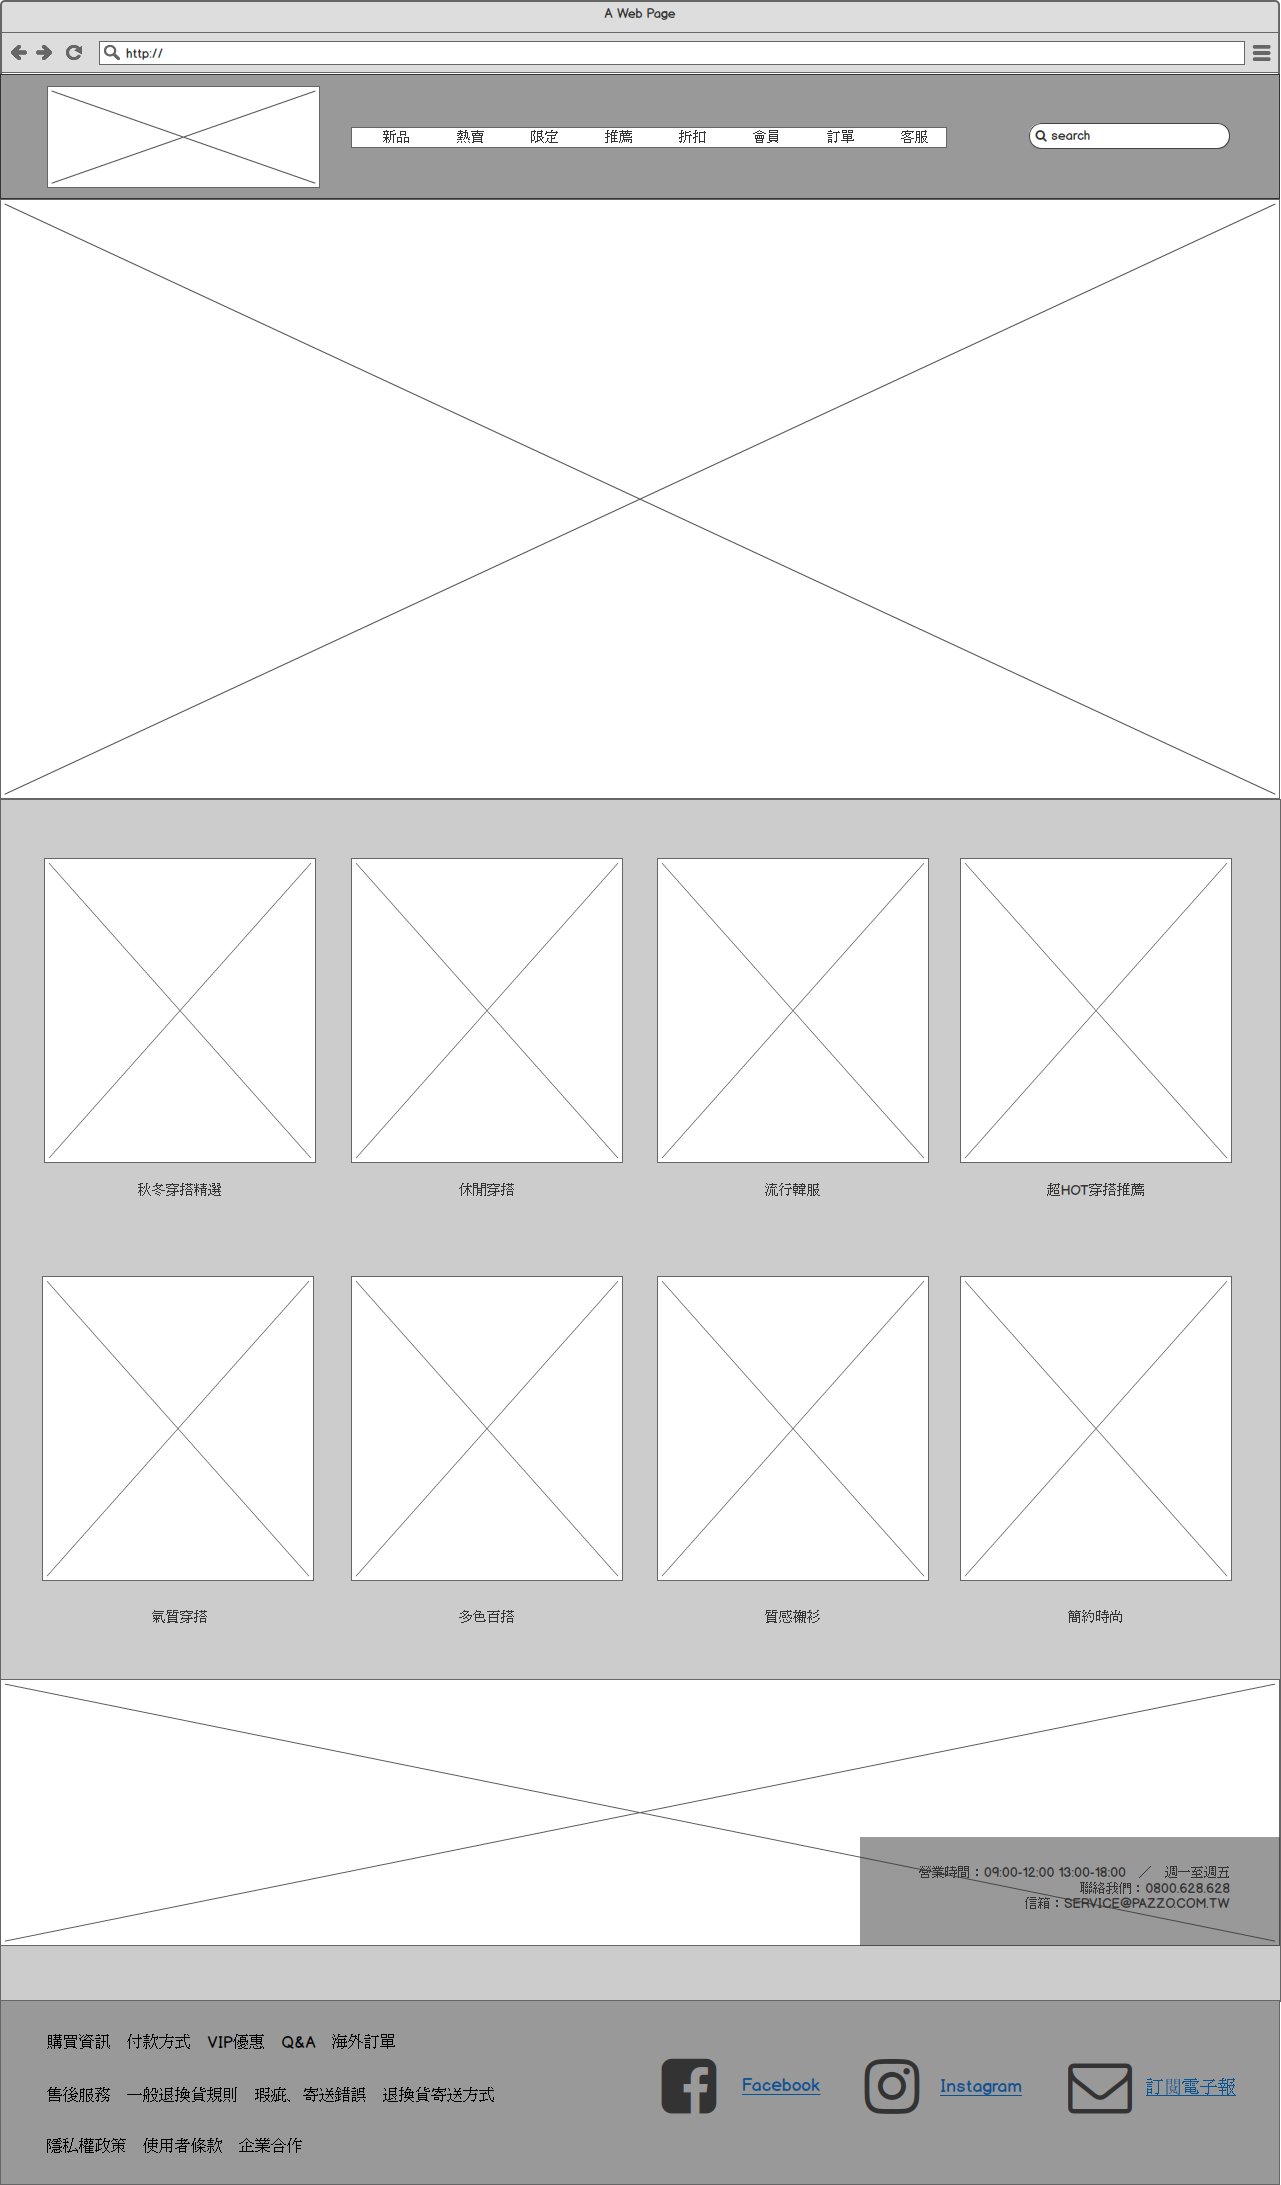 A Web Page
http://
新品 熱賣 限定 推薦 折扣 會員 訂單 客服
search
秋冬穿搭精選
休閒穿搭
流行韓服
超HOT穿搭推薦
氣質穿搭
多色百搭
質感襯衫
簡約時尚
營業時間：09:00-12:00 13:00-18:00 ／ 週一至週五
聯絡我們：0800.628.628
信箱：SERVICE@PAZZO.COM.TW
購買資訊 付款方式 VIP優惠 Q&A 海外訂單
售後服務 一般退換貨規則 瑕疵、寄送錯誤 退換貨寄送方式
隱私權政策 使用者條款 企業合作
Facebook
Instagram
訂閱電子報